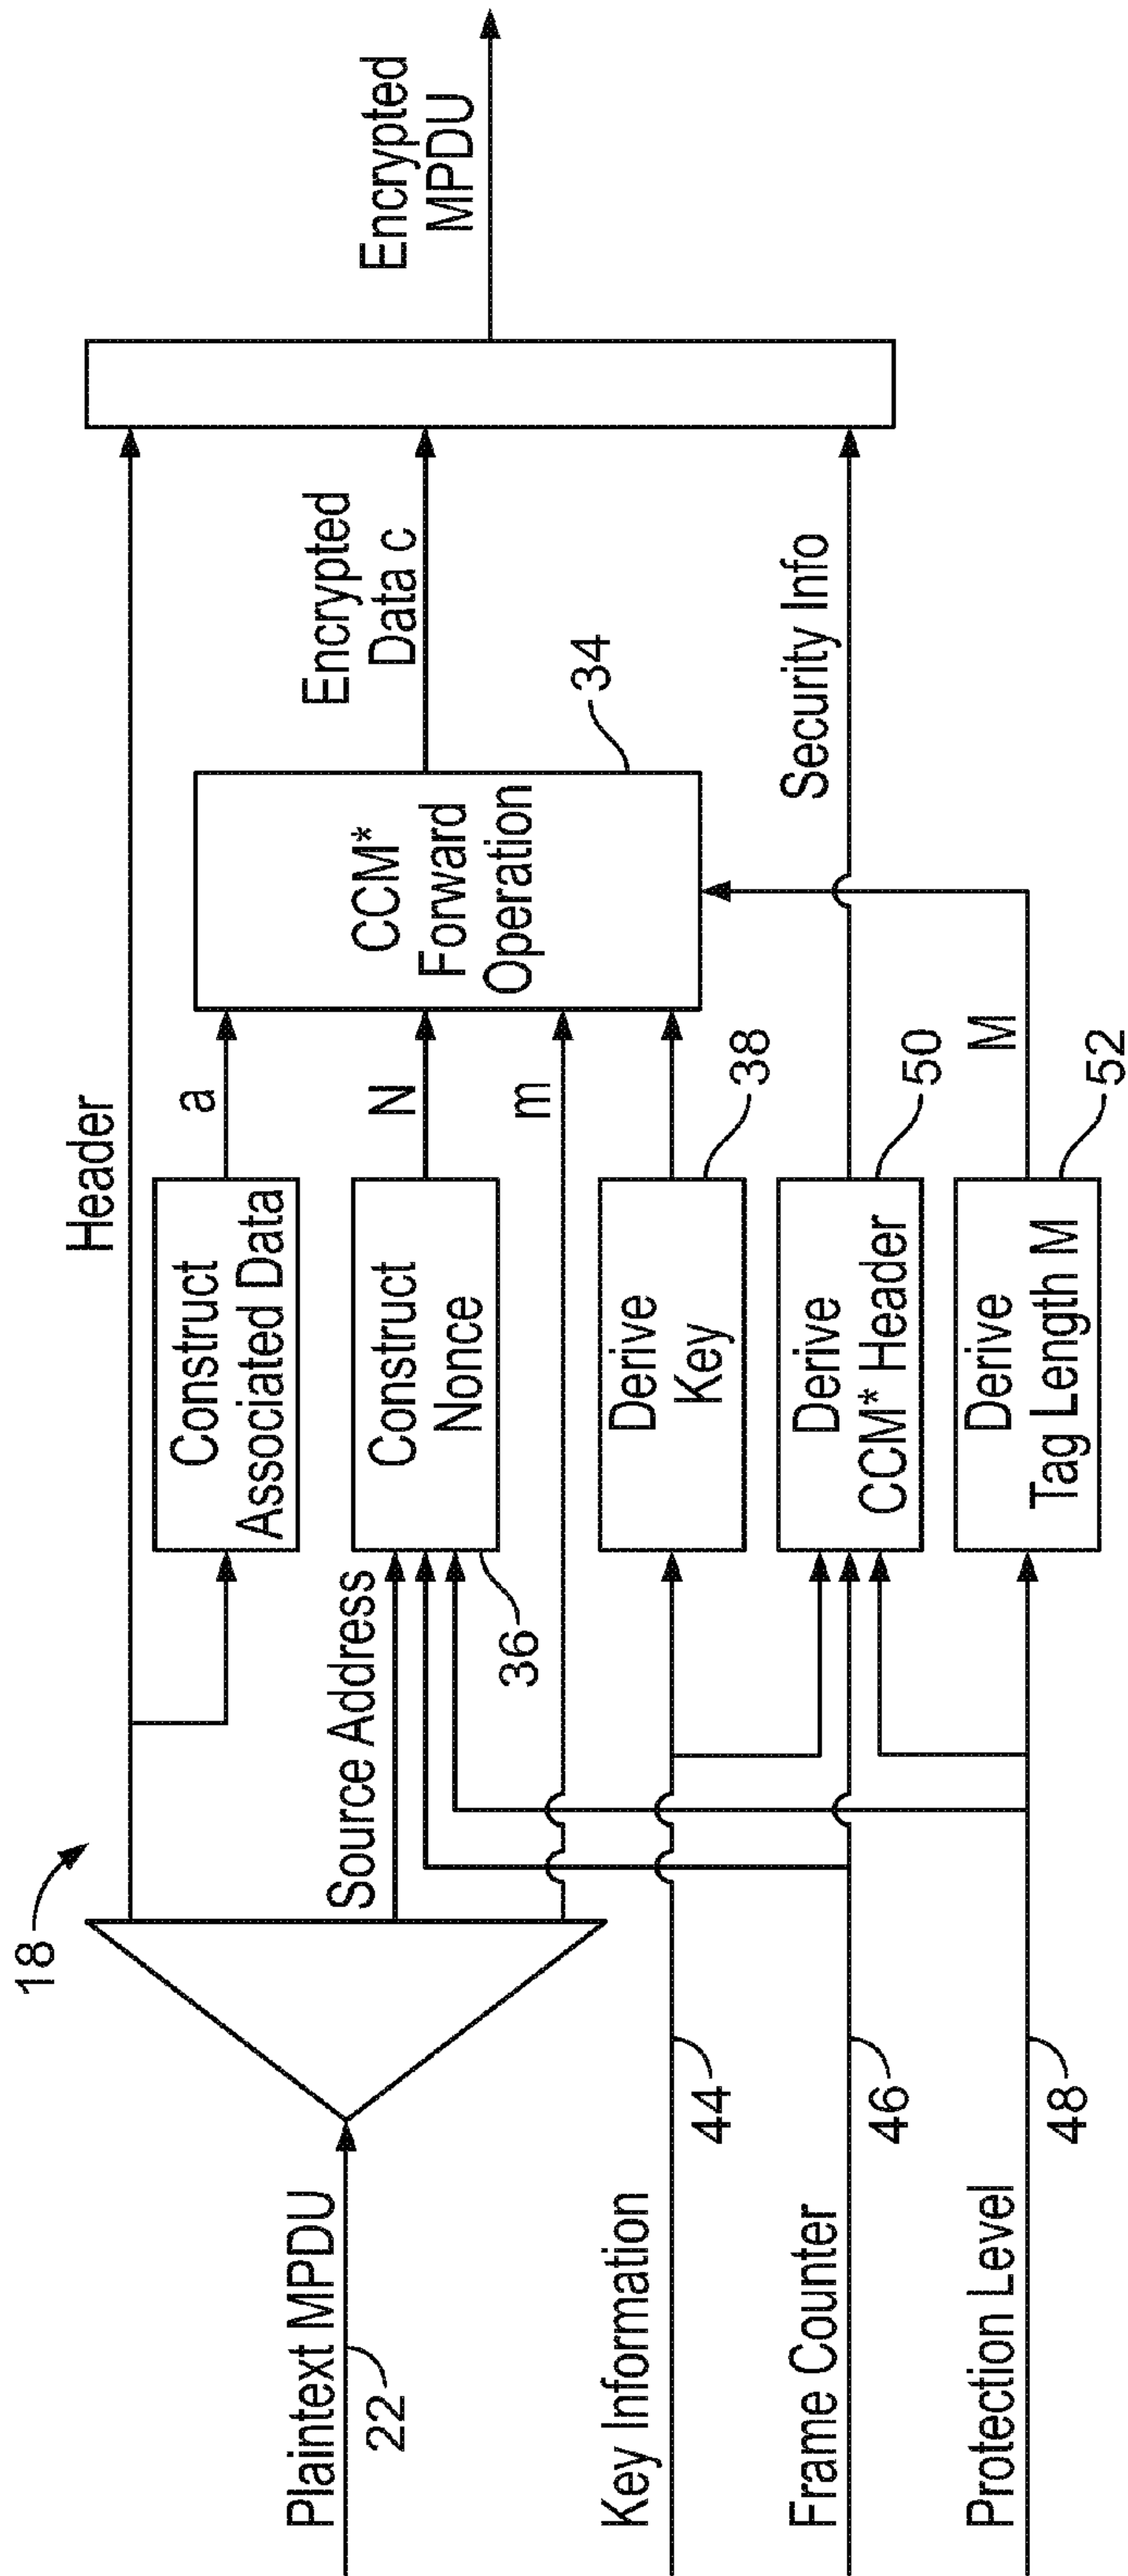 18
Plaintext MPDU
22
Key Information
44
Frame Counter
46
Protection Level
48
Header
Source Address
Construct
Associated Data
a
Construct
Nonce
36
N
m
Derive
Key
38
Derive
CCM* Header
50
Derive
Tag Length M
52
M
CCM*
Forward
Operation
34
Encrypted
Data c
Security Info
Encrypted
MPDU